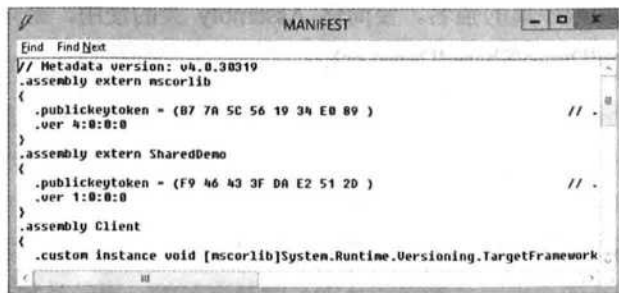 MANIFEST
Find Find Next
// Metadata version: v4.0.30319
.assembly extern mscorlib
{
.publickeytoken = (B7 7A 5C 56 19 34 E0 89 ) // .
.ver 4:0:0:0
}
.assembly extern SharedDemo
{
.publickeytoken = (F9 46 43 3F DA E2 51 2D ) // .
.ver 1:0:0:0
}
.assembly Client
{
.custom instance void [mscorlib]System.Runtime.Versioning.TargetFramework